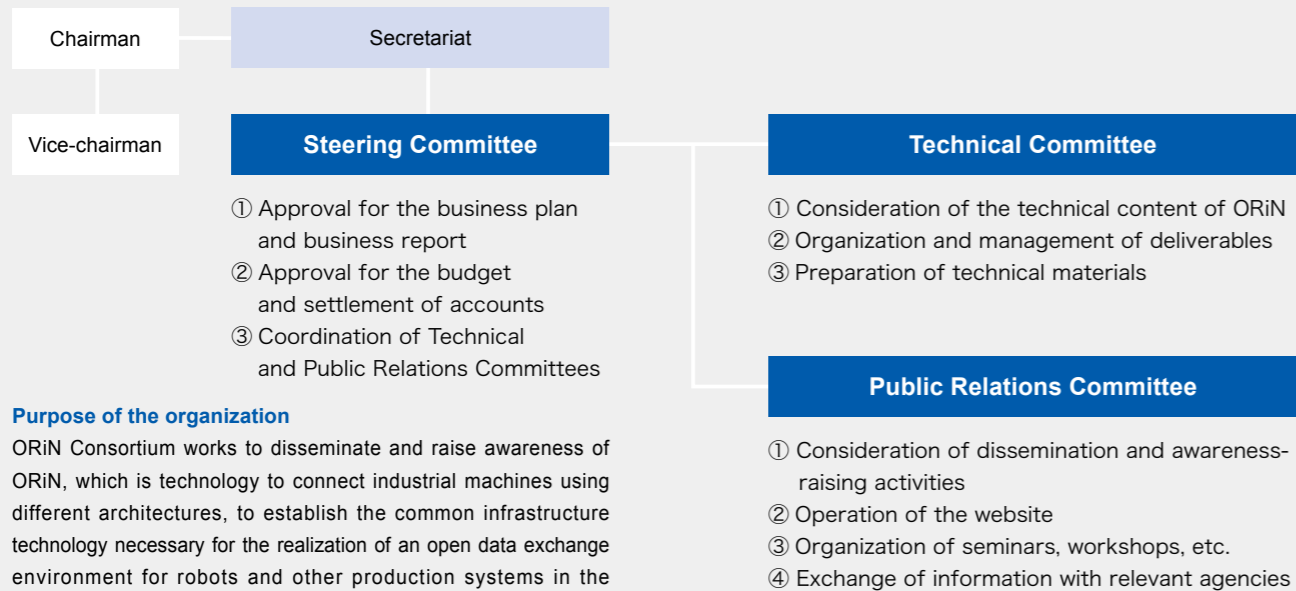 Chairman
Secretariat
Vice-chairman
Steering Committee
① Approval for the business plan
and business report
② Approval for the budget
and settlement of accounts
③ Coordination of Technical
and Public Relations Committees
Technical Committee
① Consideration of the technical content of ORiN
② Organization and management of deliverables
③ Preparation of technical materials
Public Relations Committee
① Consideration of dissemination and awareness-
raising activities
② Operation of the website
③ Organization of seminars, workshops, etc.
④ Exchange of information with relevant agencies
Purpose of the organization
ORiN Consortium works to disseminate and raise awareness of
ORiN, which is technology to connect industrial machines using
different architectures, to establish the common infrastructure
technology necessary for the realization of an open data exchange
environment for robots and other production systems in the